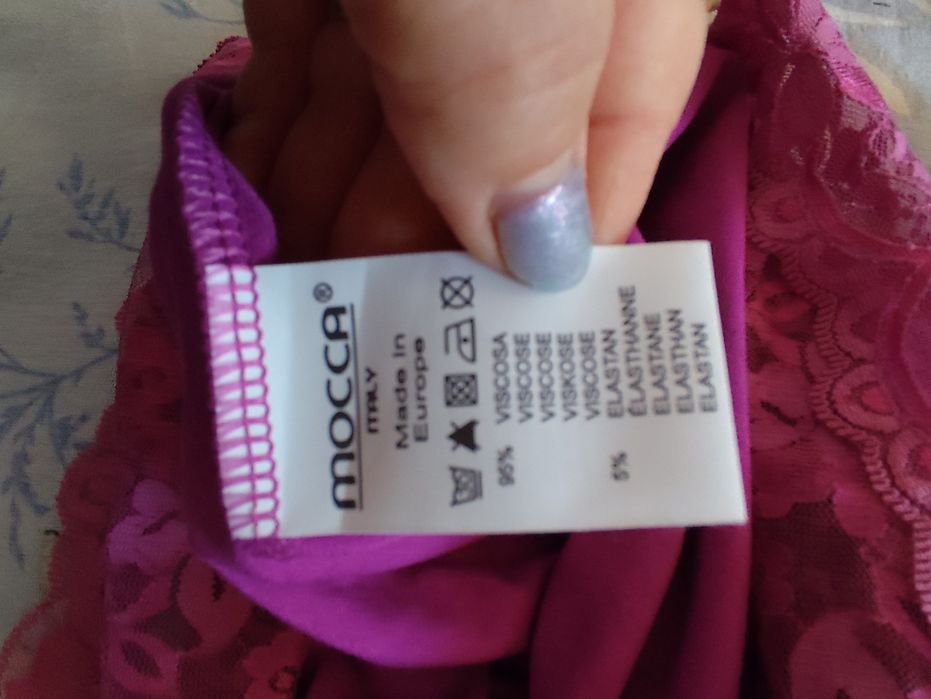 mOCCA®
ITALY
Made In
Europe
95% VISCOSA
VISCOSE
VISCOSE
VISKOSE
VISCOSE
5% ELASTAN
ÉLASTHANNE
ELASTANE
ELASTHAN
ELASTAN